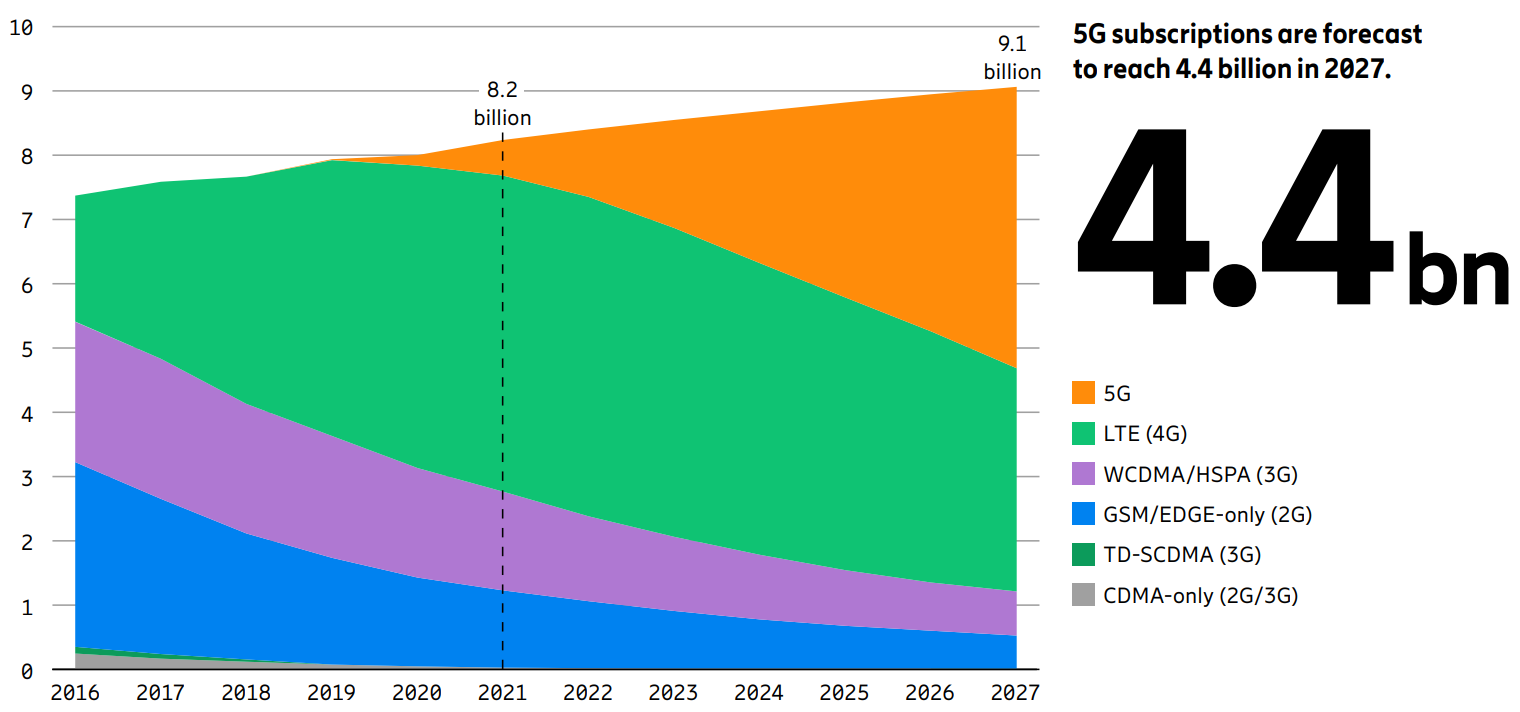 10
9.1
billion
9
8.2
billion
8
7
6
5
4
3
2
1
0
2016 2017 2018 2019 2020 2021 2022 2023 2024 2025 2026 2027
5G subscriptions are forecast
to reach 4.4 billion in 2027.
4.4bn
5G
LTE (4G)
WCDMA/HSPA (3G)
GSM/EDGE-only (2G)
TD-SCDMA (3G)
CDMA-only (2G/3G)